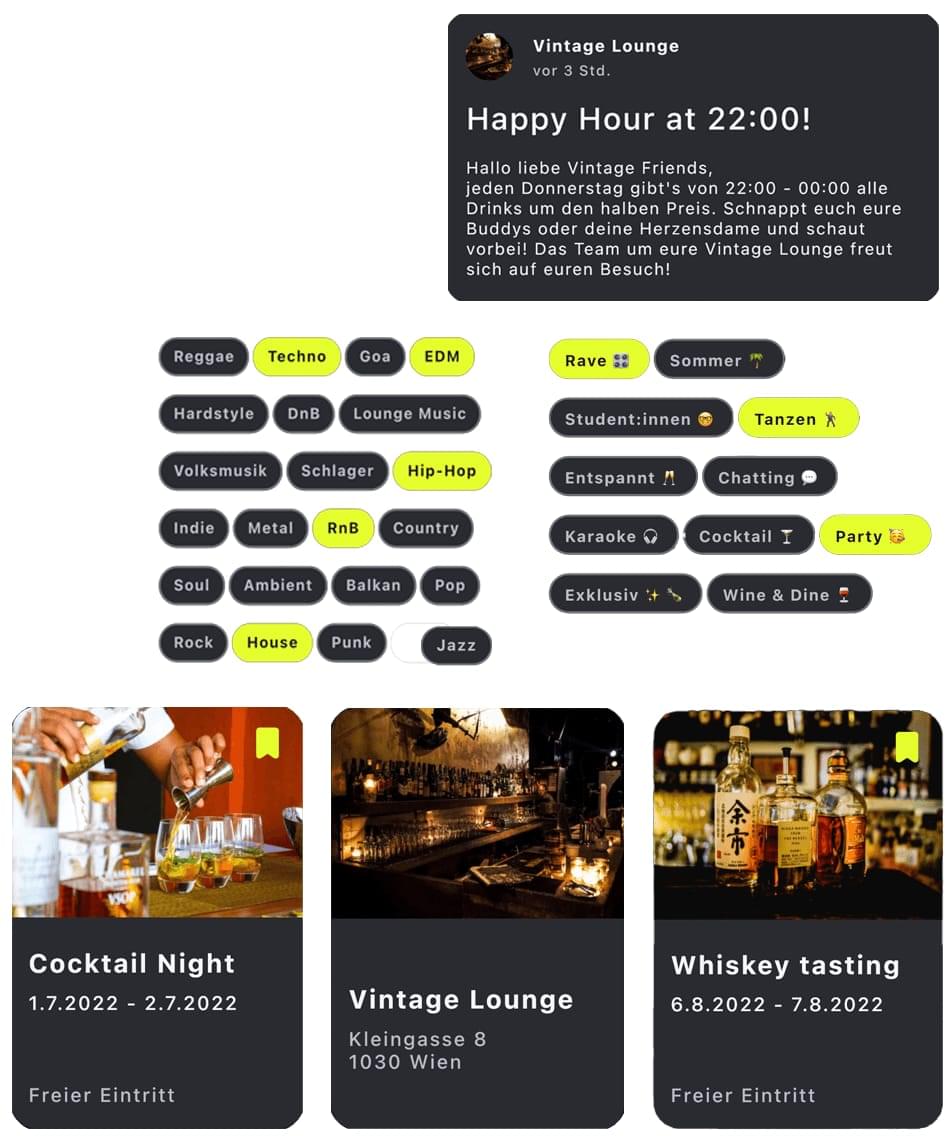 Vintage Lounge
vor 3 Std.
Happy Hour at 22:00!
Hallo liebe Vintage Friends,
jeden Donnerstag gibt's von 22:00 - 00:00 alle
Drinks um den halben Preis. Schnappt euch eure
Buddys oder deine Herzensdame und schaut
vorbei! Das Team um eure Vintage Lounge freut
sich auf euren Besuch!
Reggae Techno Goa EDM
Hardstyle DnB Lounge Music
Volksmusik Schlager Hip-Hop
Indie Metal RnB Country
Soul Ambient Balkan Pop
Rock House Punk Jazz
Rave 🎛️ Sommer 🌴
Student:innen 🤓 Tanzen 🕺
Entspannt 🥂 Chatting 💬
Karaoke 🎧 Cocktail 🍸 Party 🥳
Exklusiv ✨ 🍾 Wine & Dine 🍷
VSOP
Cocktail Night
1.7.2022 - 2.7.2022
Freier Eintritt
Vintage Lounge
Kleingasse 8
1030 Wien
余市
Whiskey tasting
6.8.2022 - 7.8.2022
Freier Eintritt